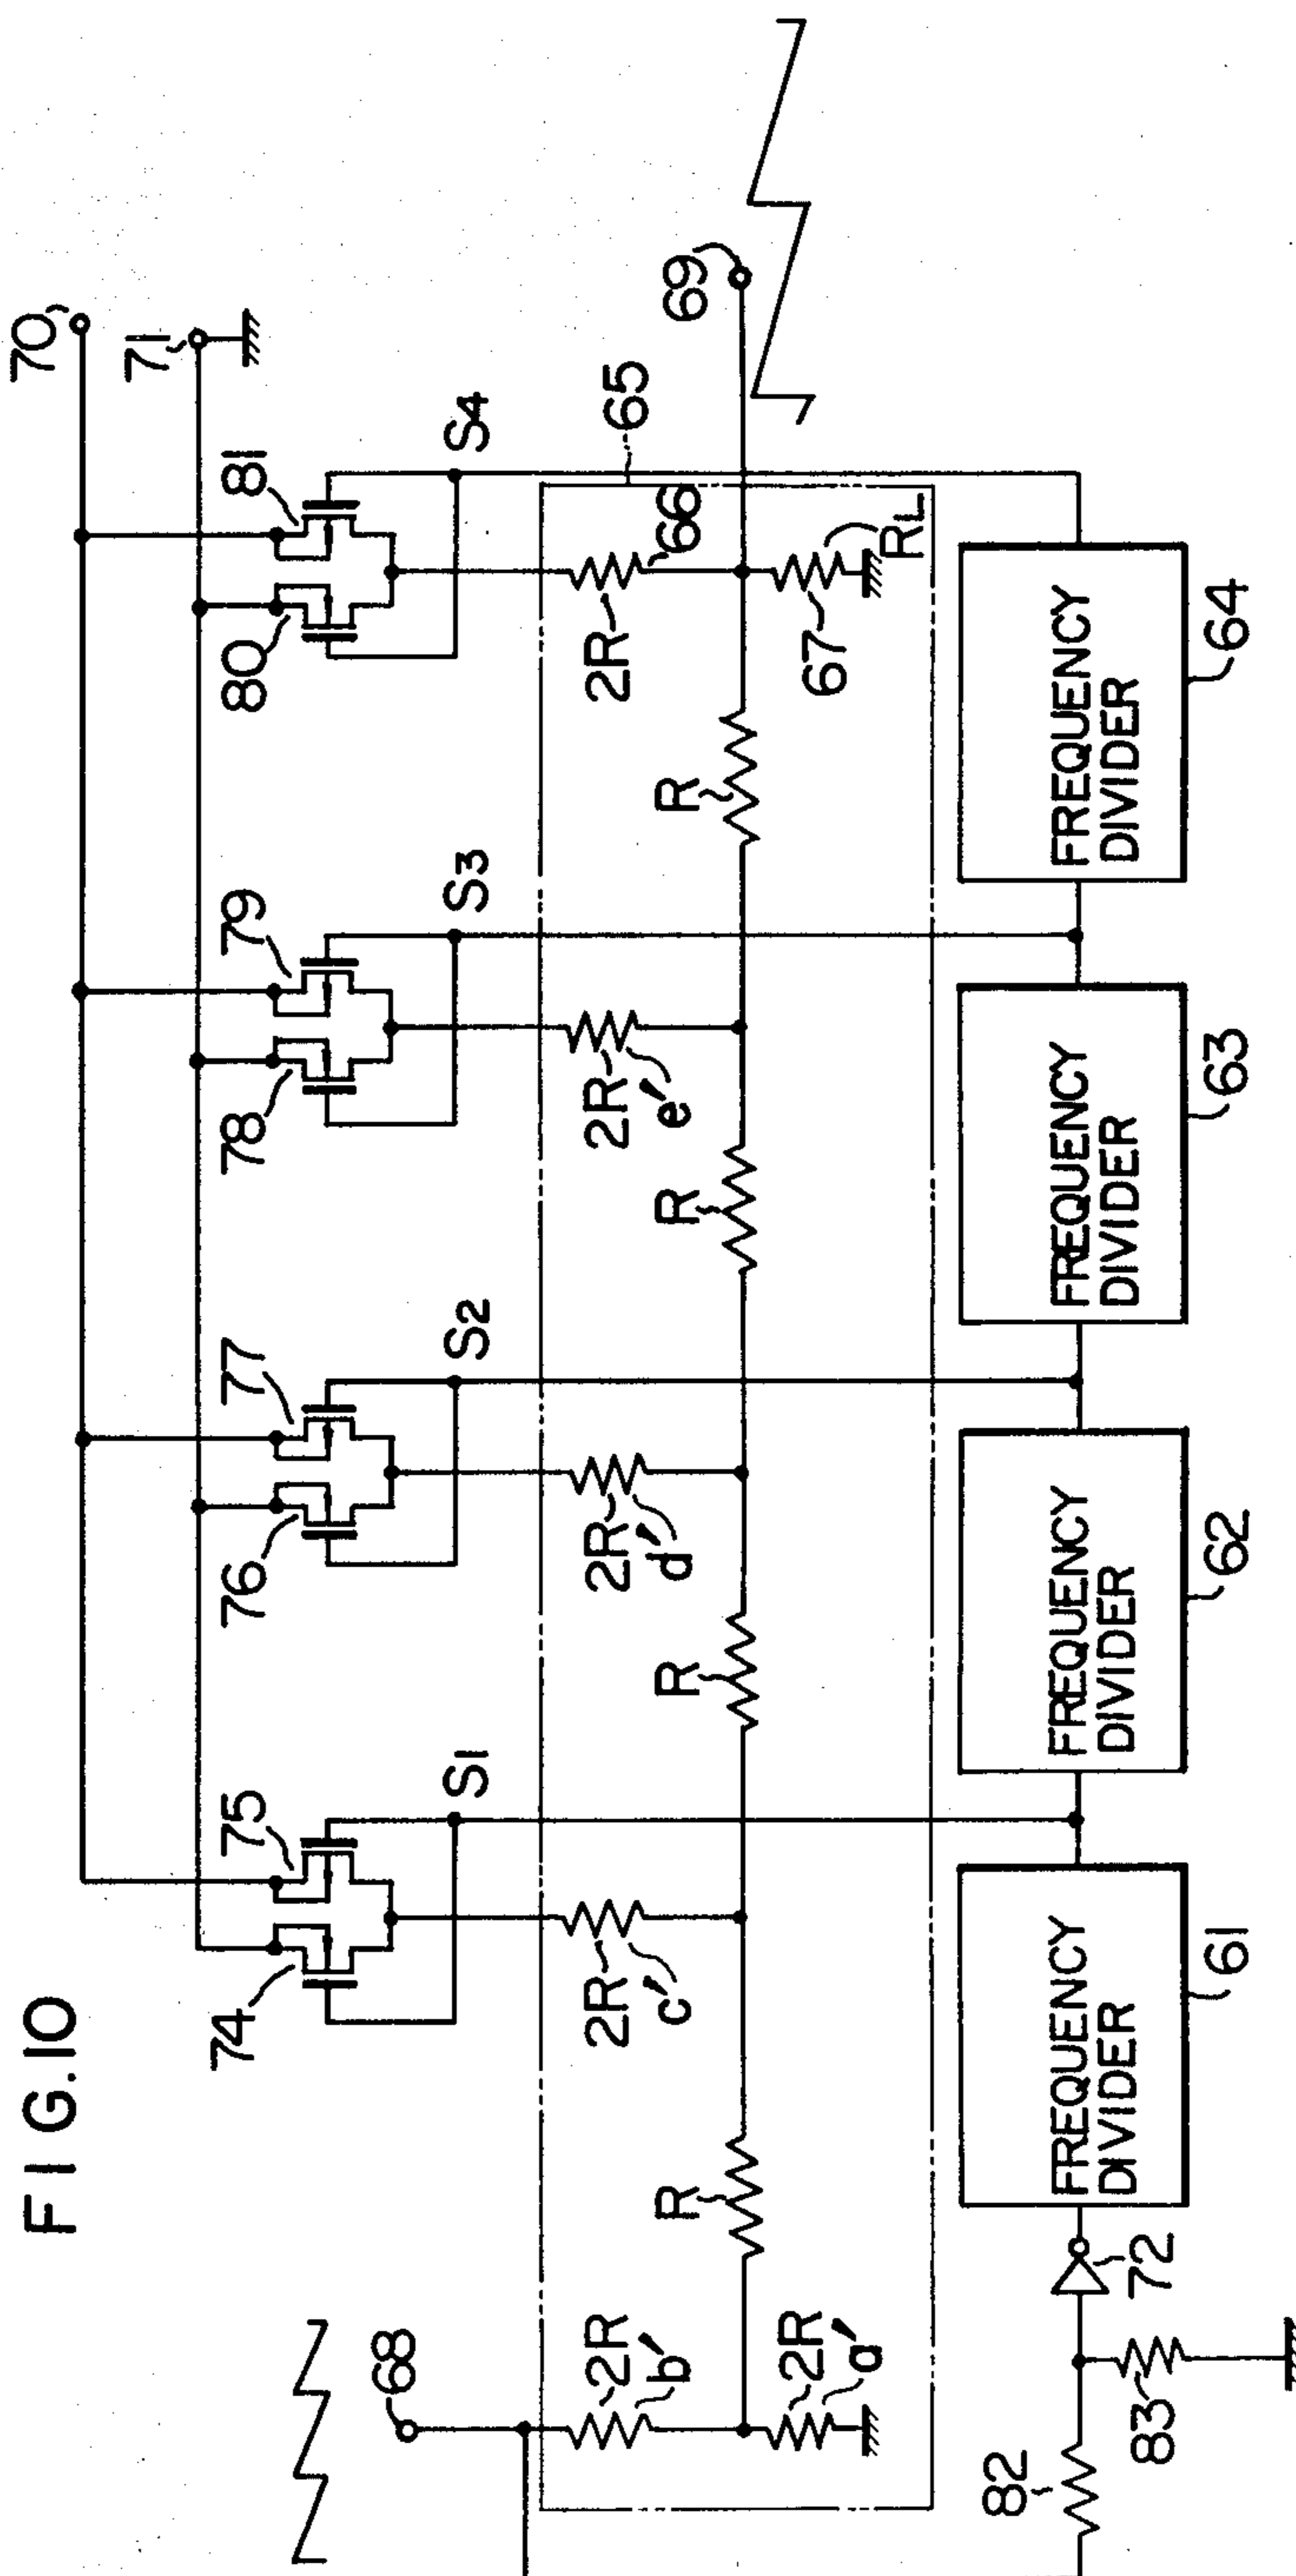 FIG.10
70
71
74
75
76
77
78
79
80
81
S1
S2
S3
S4
65
68
2R
b'
2R
a'
R
2R
c'
R
2R
d'
R
2R
e'
R
2R
66
67
RL
69
82
83
72
FREQUENCY
DIVIDER
61
FREQUENCY
DIVIDER
62
FREQUENCY
DIVIDER
63
FREQUENCY
DIVIDER
64